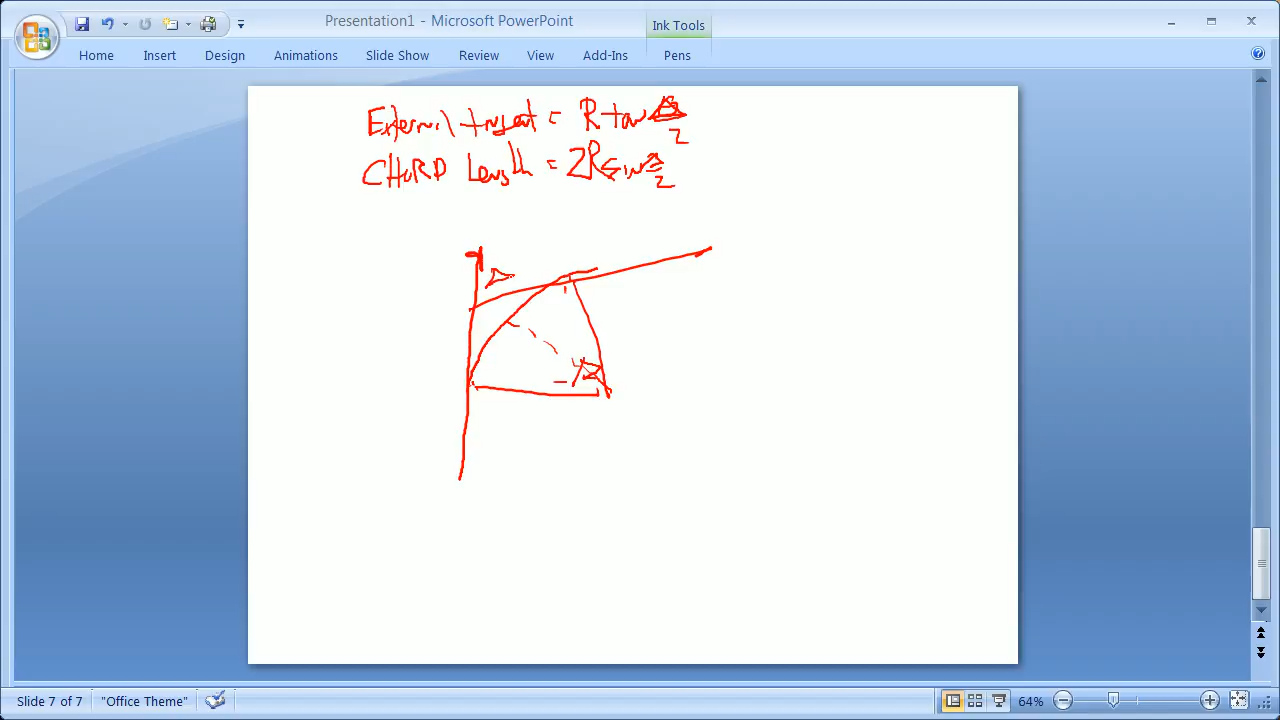 Presentation1 - Microsoft PowerPoint
Ink Tools
Home Insert Design Animations Slide Show Review View Add-Ins Pens
External tngent = R tan Δ/2
CHORD Length = 2R sin Δ/2
Δ
Δ
Slide 7 of 7 "Office Theme" 64%